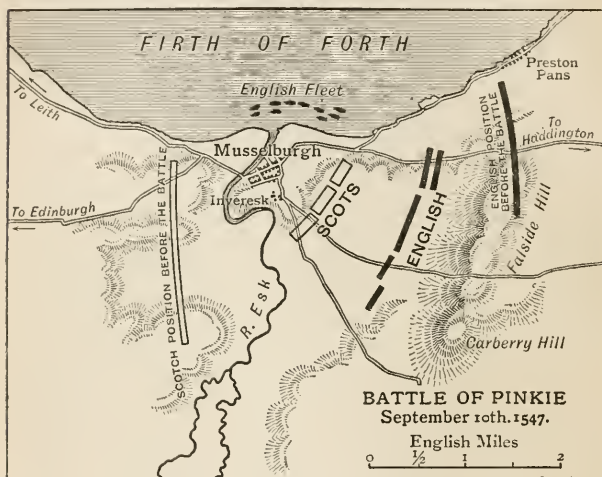 FIRTH OF FORTH
English Fleet
Preston
Pans
To Leith
To
Haddington
Musselburgh
Inveresk
To Edinburgh
SCOTCH POSITION BEFORE THE BATTLE
R. Esk
SCOTS
ENGLISH
ENGLISH POSITION
BEFORE THE BATTLE
Falside Hill
Carberry Hill
BATTLE OF PINKIE
September 10th. 1547.
English Miles
0 ½ 1 2